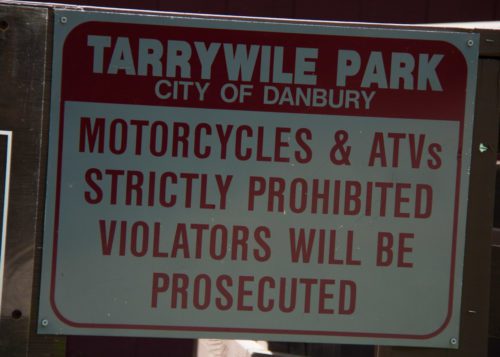 TARRYWILE PARK
CITY OF DANBURY
MOTORCYCLES & ATVs
STRICTLY PROHIBITED
VIOLATORS WILL BE
PROSECUTED